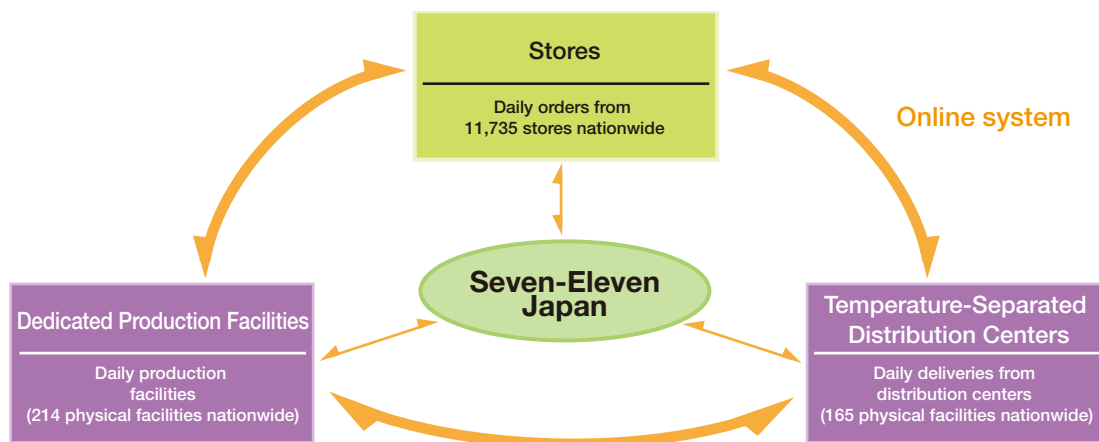 Stores
Daily orders from
11,735 stores nationwide
Online system
Seven-Eleven
Japan
Dedicated Production Facilities
Daily production
facilities
(214 physical facilities nationwide)
Temperature-Separated
Distribution Centers
Daily deliveries from
distribution centers
(165 physical facilities nationwide)